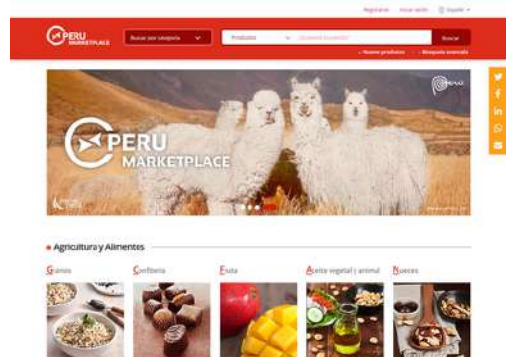 Registrarse Iniciar sesión Español
PERU
MARKETPLACE
Buscar por categoría
Productos
Buscar
Nuevos productos
Búsqueda avanzada
Perú
PERU
MARKETPLACE
Agricultura y Alimentos
Granos
Confitería
Fruta
Aceite vegetal y animal
Nueces